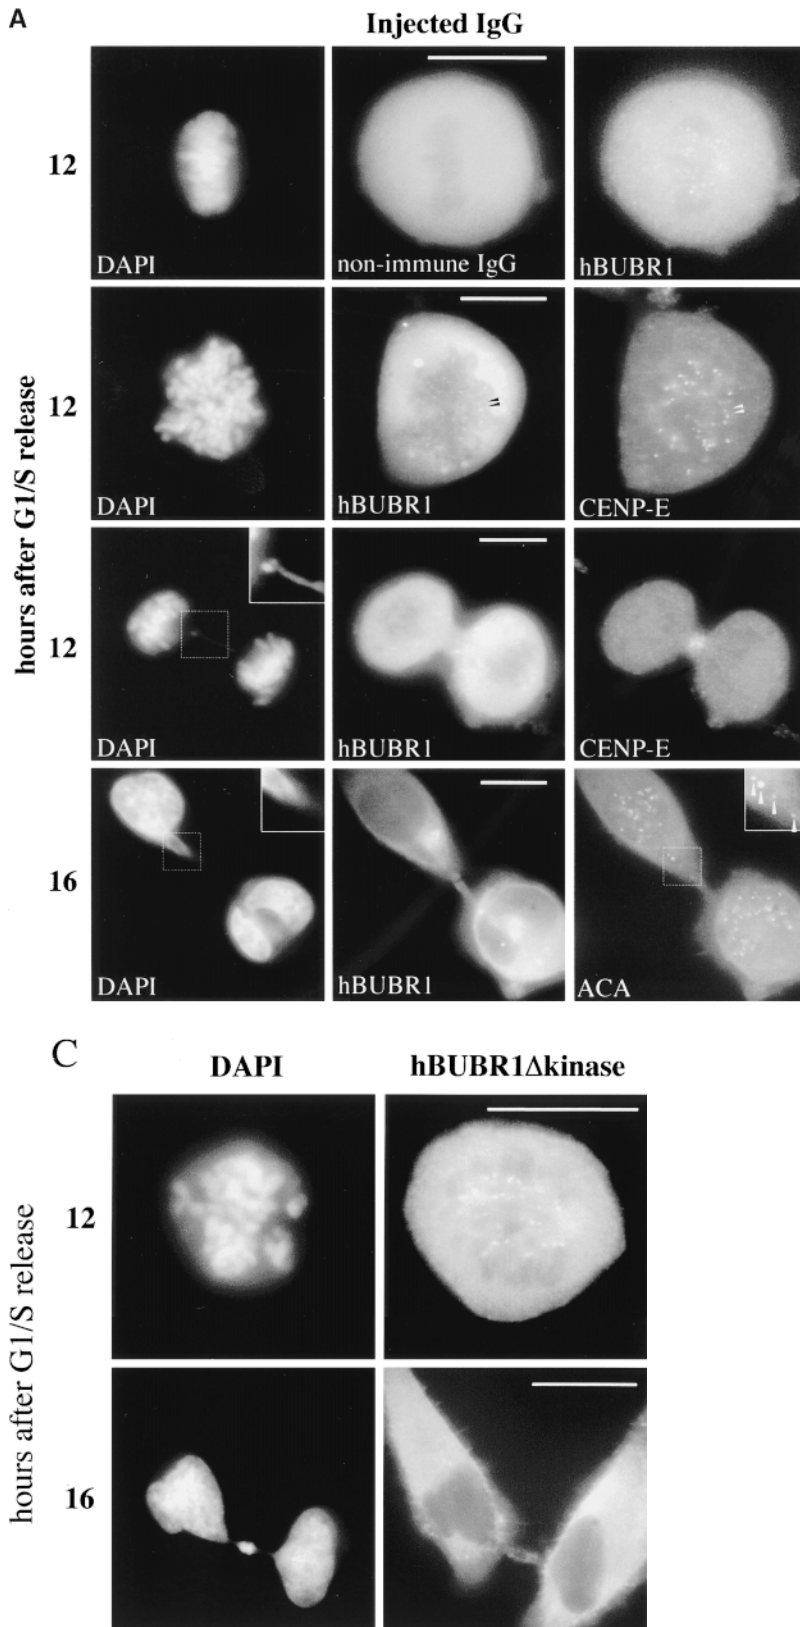 A
Injected IgG
hours after G1/S release
12
DAPI
non-immune IgG
hBUBR1
12
DAPI
hBUBR1
CENP-E
12
DAPI
hBUBR1
CENP-E
16
DAPI
hBUBR1
ACA
C
DAPI
hBUBR1Δkinase
hours after G1/S release
12
16